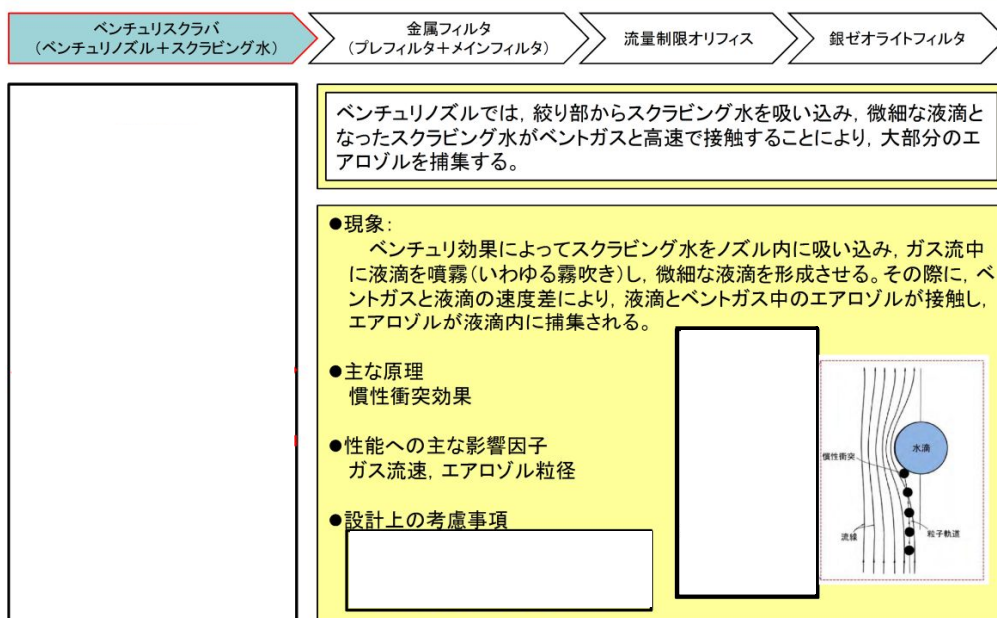 ベンチュリスクラバ
(ベンチュリノズル+スクラビング水)
金属フィルタ
(プレフィルタ+メインフィルタ)
流量制限オリフィス
銀ゼオライトフィルタ
ベンチュリノズルでは,絞り部からスクラビング水を吸い込み,微細な液滴と
なったスクラビング水がベントガスと高速で接触することにより,大部分のエ
アロゾルを捕集する。
●現象:
ベンチュリ効果によってスクラビング水をノズル内に吸い込み,ガス流中
に液滴を噴霧(いわゆる霧吹き)し,微細な液滴を形成させる。その際に,ベ
ントガスと液滴の速度差により,液滴とベントガス中のエアロゾルが接触し,
エアロゾルが液滴内に捕集される。
●主な原理
慣性衝突効果
●性能への主な影響因子
ガス流速,エアロゾル粒径
●設計上の考慮事項
水滴
慣性衝突
流線
粒子軌道